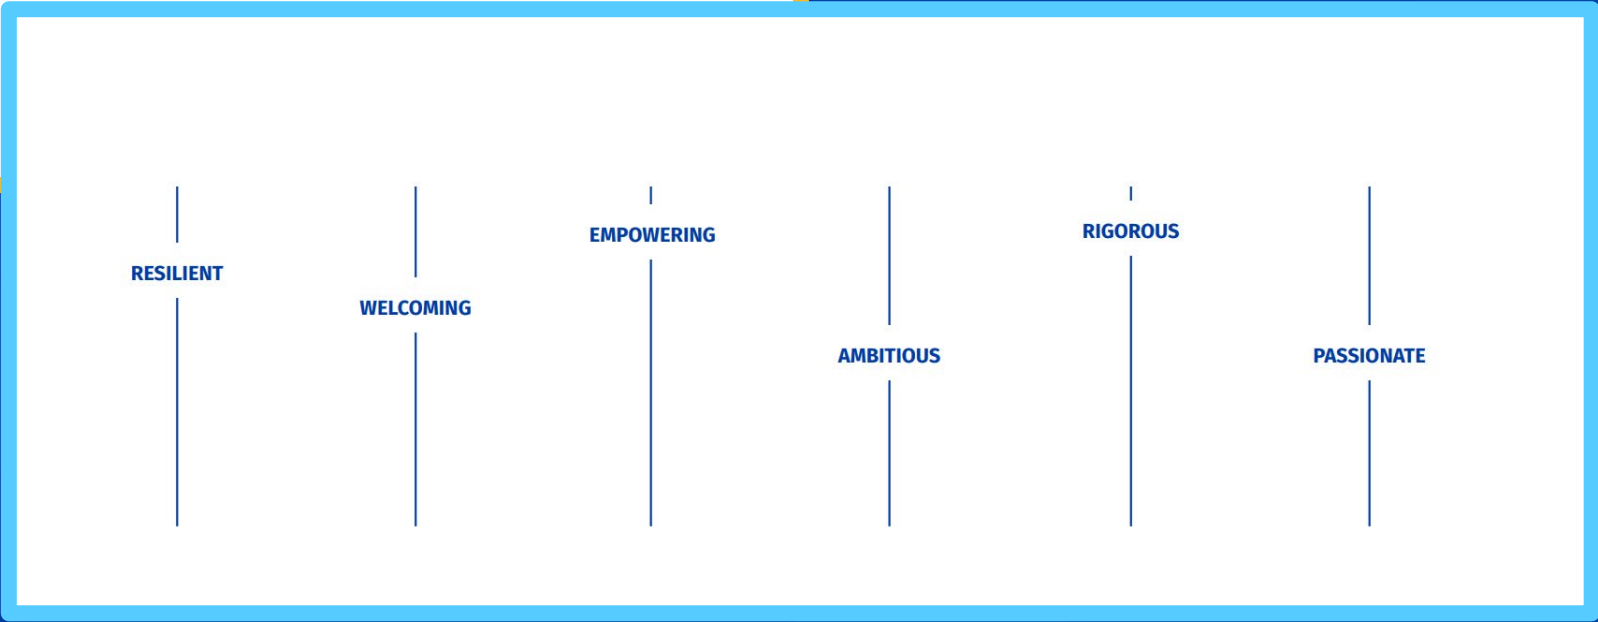 RESILIENT
WELCOMING
EMPOWERING
AMBITIOUS
RIGOROUS
PASSIONATE